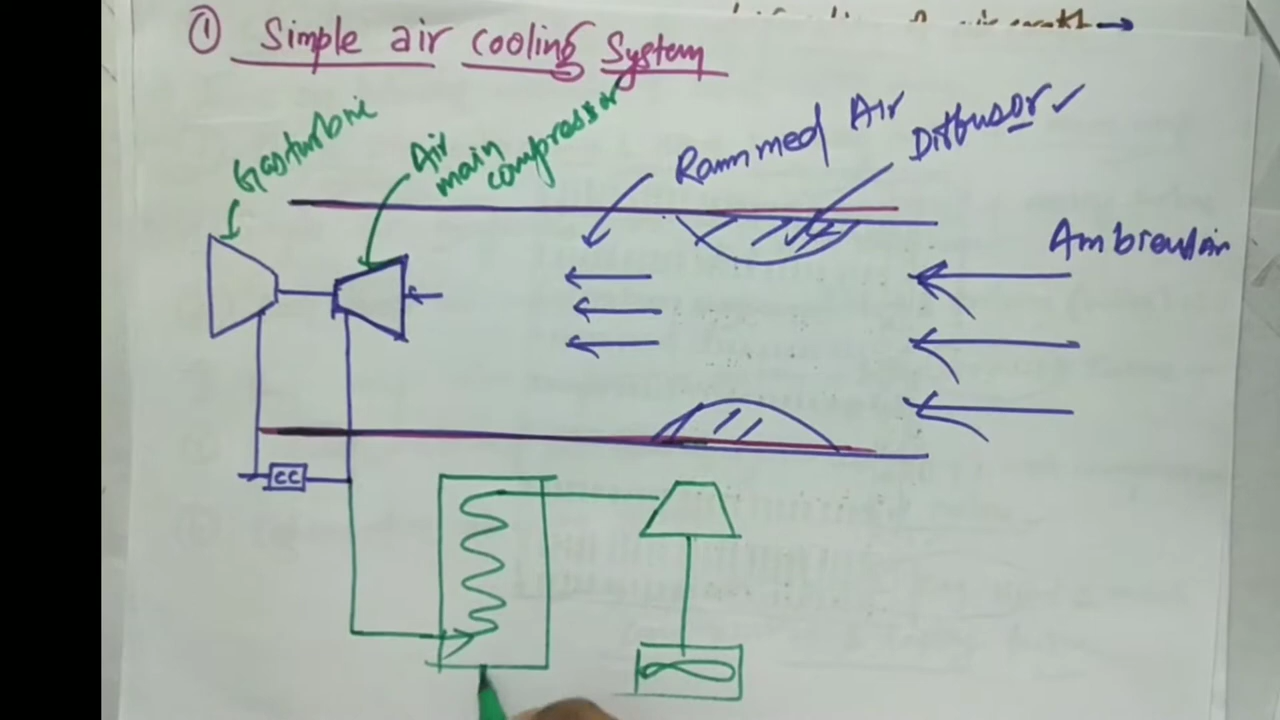 ① Simple air cooling System
Gasturbine
Air
main
compressor
Rammed Air
Diffusor ✓
Ambient air
CC